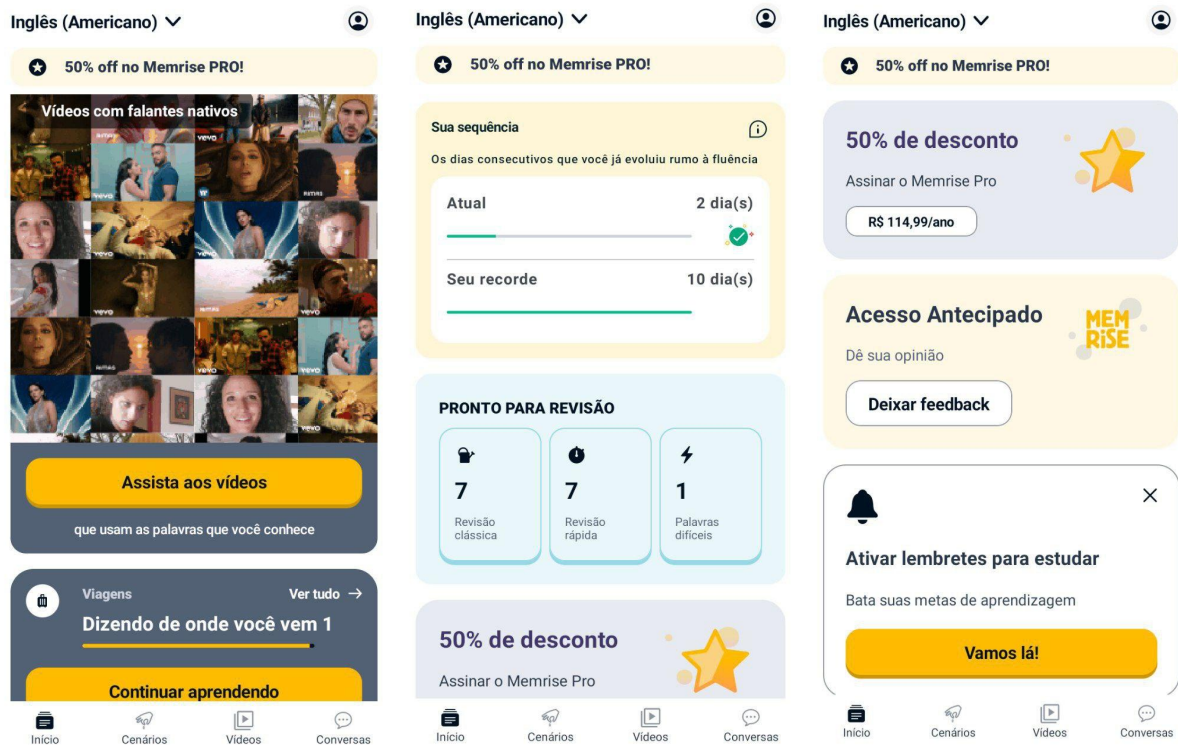 Inglês (Americano)
50% off no Memrise PRO!
Vídeos com falantes nativos
Assista aos vídeos
que usam as palavras que você conhece
Viagens
Ver tudo →
Dizendo de onde você vem 1
Continuar aprendendo
Início
Cenários
Vídeos
Conversas
Inglês (Americano)
50% off no Memrise PRO!
Sua sequência
Os dias consecutivos que você já evoluiu rumo à fluência
Atual
2 dia(s)
Seu recorde
10 dia(s)
PRONTO PARA REVISÃO
7
Revisão
clássica
7
Revisão
rápida
1
Palavras
difíceis
50% de desconto
Assinar o Memrise Pro
Início
Cenários
Vídeos
Conversas
Inglês (Americano)
50% off no Memrise PRO!
50% de desconto
Assinar o Memrise Pro
R$ 114,99/ano
Acesso Antecipado
MEM
RiSE
Dê sua opinião
Deixar feedback
Ativar lembretes para estudar
Bata suas metas de aprendizagem
Vamos lá!
Início
Cenários
Vídeos
Conversas